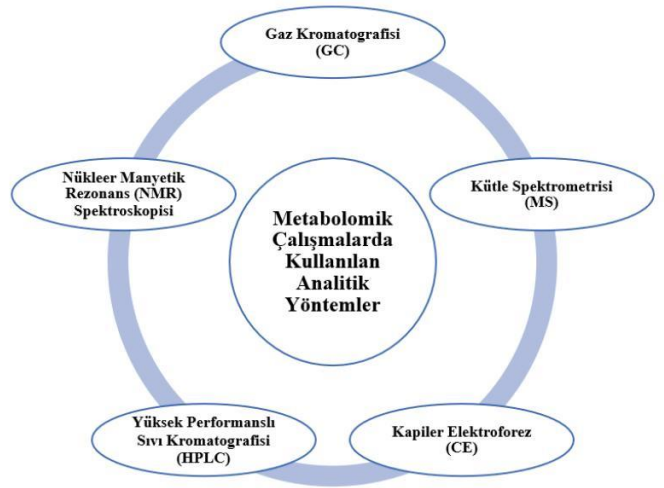 Gaz Kromatografisi
(GC)
Kütle Spektrometrisi
(MS)
Kapiler Elektroforez
(CE)
Yüksek Performanslı
Sıvı Kromatografisi
(HPLC)
Nükleer Manyetik
Rezonans (NMR)
Spektroskopisi
Metabolomik
Çalışmalarda
Kullanılan
Analitik
Yöntemler